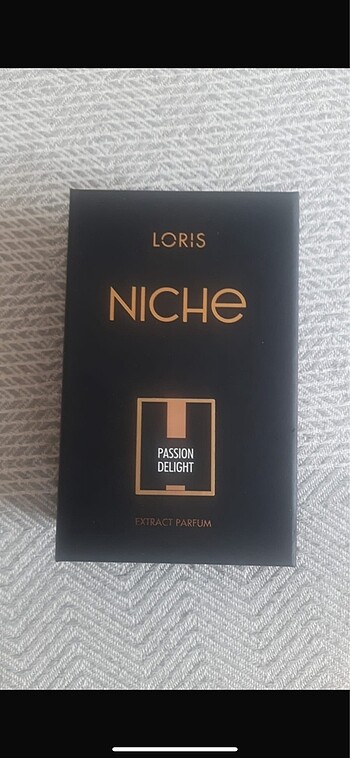 LORIS
NICHe
PASSION
DELIGHT
EXTRACT PARFUM